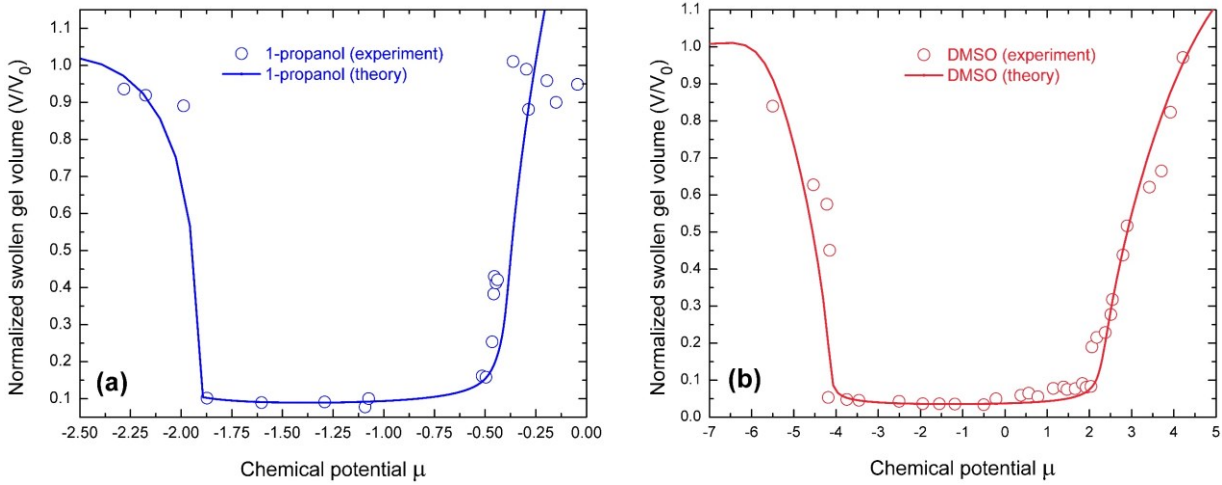 1.1
1.0
0.9
0.8
0.7
0.6
0.5
0.4
0.3
0.2
0.1
Normalized swollen gel volume (V/V0)
1-propanol (experiment)
1-propanol (theory)
(a)
-2.50 -2.25 -2.00 -1.75 -1.50 -1.25 -1.00 -0.75 -0.50 -0.25 0.00
Chemical potential μ
1.1
1.0
0.9
0.8
0.7
0.6
0.5
0.4
0.3
0.2
0.1
0.0
Normalized swollen gel volume (V/V0)
DMSO (experiment)
DMSO (theory)
(b)
-7 -6 -5 -4 -3 -2 -1 0 1 2 3 4 5
Chemical potential μ